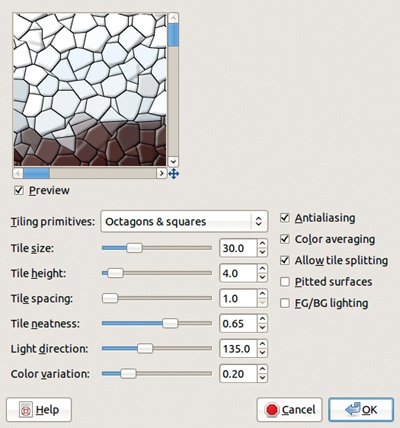 Preview
Tiling primitives: Octagons & squares
Tile size: 30.0
Tile height: 4.0
Tile spacing: 1.0
Tile neatness: 0.65
Light direction: 135.0
Color variation: 0.20
Antialiasing
Color averaging
Allow tile splitting
Pitted surfaces
FG/BG lighting
Help
Cancel
OK